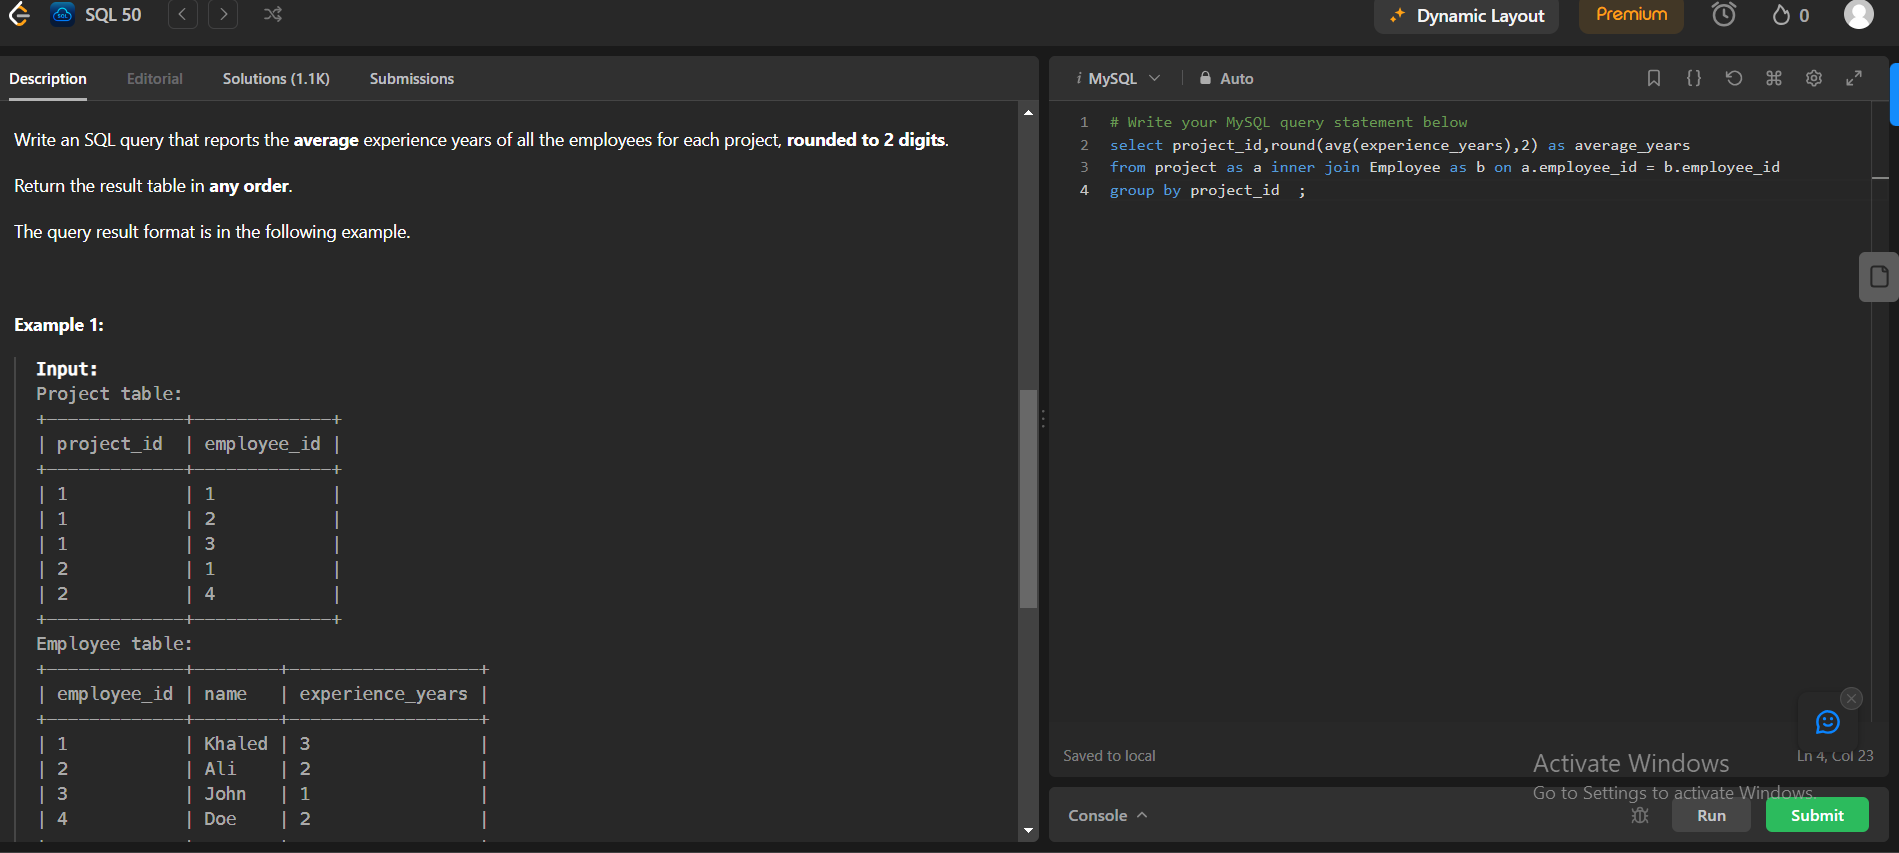 SQL 50
Dynamic Layout
Premium
0
Description
Editorial
Solutions (1.1K)
Submissions
Write an SQL query that reports the average experience years of all the employees for each project, rounded to 2 digits.
Return the result table in any order.
The query result format is in the following example.
Example 1:
Input:
Project table:
+-------------+-------------+
| project_id  | employee_id |
+-------------+-------------+
| 1           | 1           |
| 1           | 2           |
| 1           | 3           |
| 2           | 1           |
| 2           | 4           |
+-------------+-------------+
Employee table:
+-------------+--------+------------------+
| employee_id | name   | experience_years |
+-------------+--------+------------------+
| 1           | Khaled | 3                |
| 2           | Ali    | 2                |
| 3           | John   | 1                |
| 4           | Doe    | 2                |
i MySQL
Auto
{}
1 # Write your MySQL query statement below
2 select project_id,round(avg(experience_years),2) as average_years
3 from project as a inner join Employee as b on a.employee_id = b.employee_id
4 group by project_id  ;
Saved to local
Ln 4, Col 23
Activate Windows
Go to Settings to activate Windows.
Console
Run
Submit